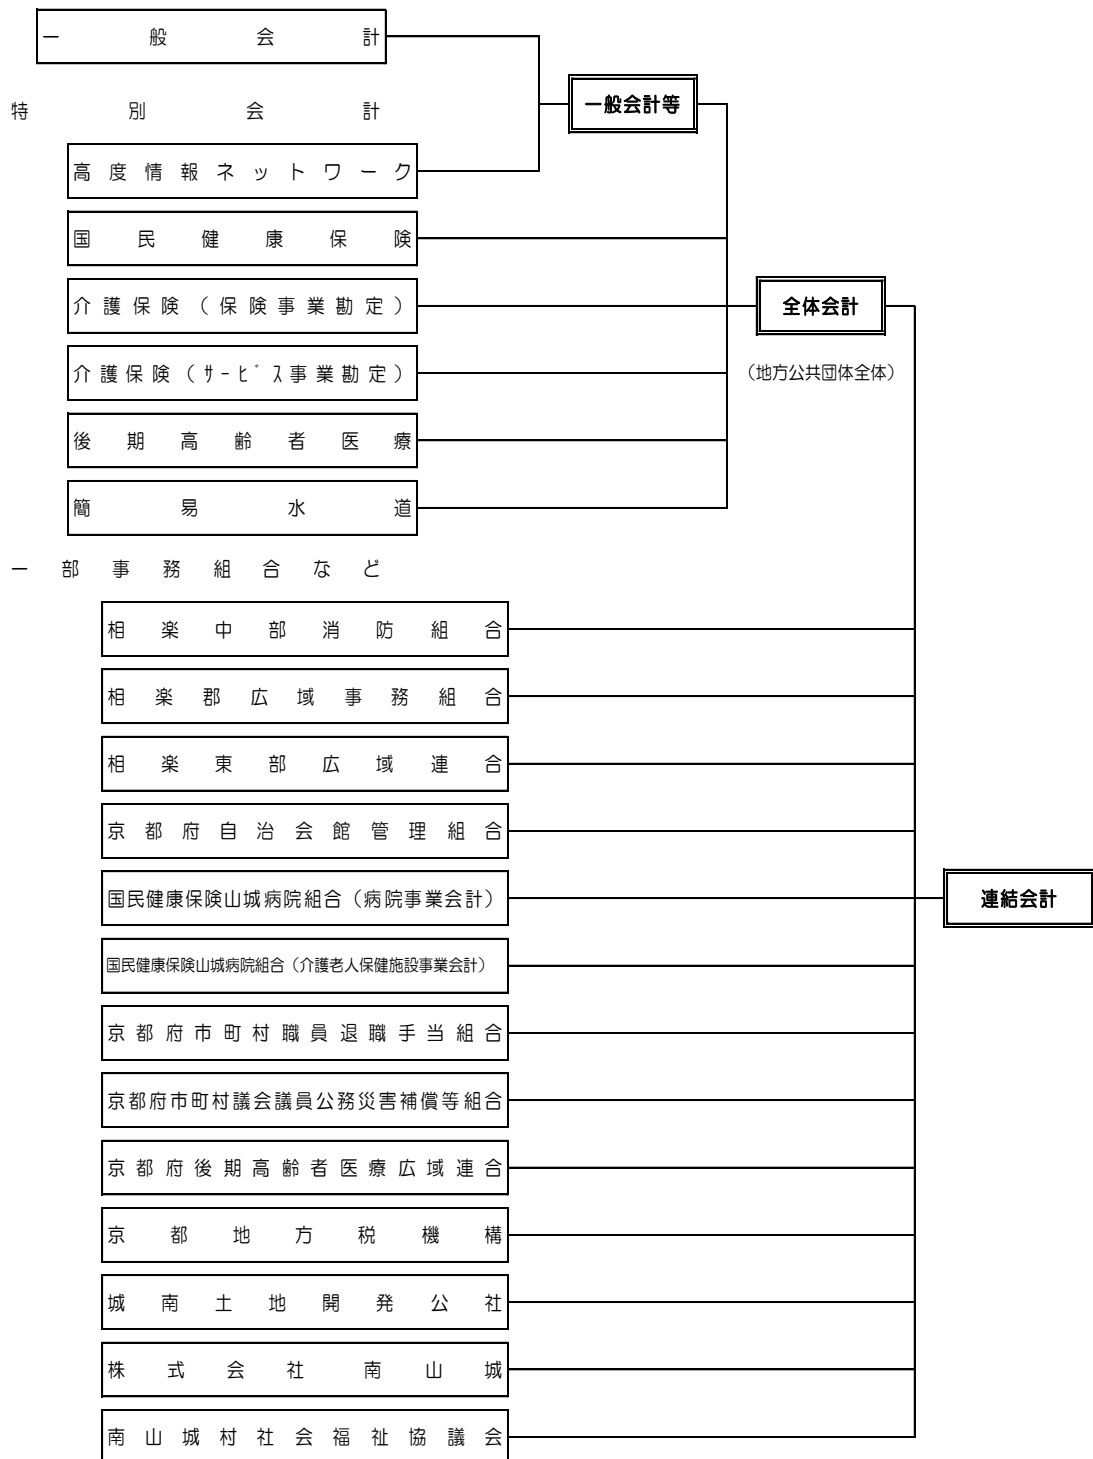 一般会計
一般会計等
特別会計
高度情報ネットワーク
国民健康保険
介護保険（保険事業勘定）
全体会計
介護保険（ｻｰﾋﾞｽ事業勘定）
（地方公共団体全体）
後期高齢者医療
簡易水道
一部事務組合など
相楽中部消防組合
相楽郡広域事務組合
相楽東部広域連合
京都府自治会館管理組合
国民健康保険山城病院組合（病院事業会計）
連結会計
国民健康保険山城病院組合（介護老人保健施設事業会計）
京都府市町村職員退職手当組合
京都府市町村議会議員公務災害補償等組合
京都府後期高齢者医療広域連合
京都地方税機構
城南土地開発公社
株式会社南山城
南山城村社会福祉協議会